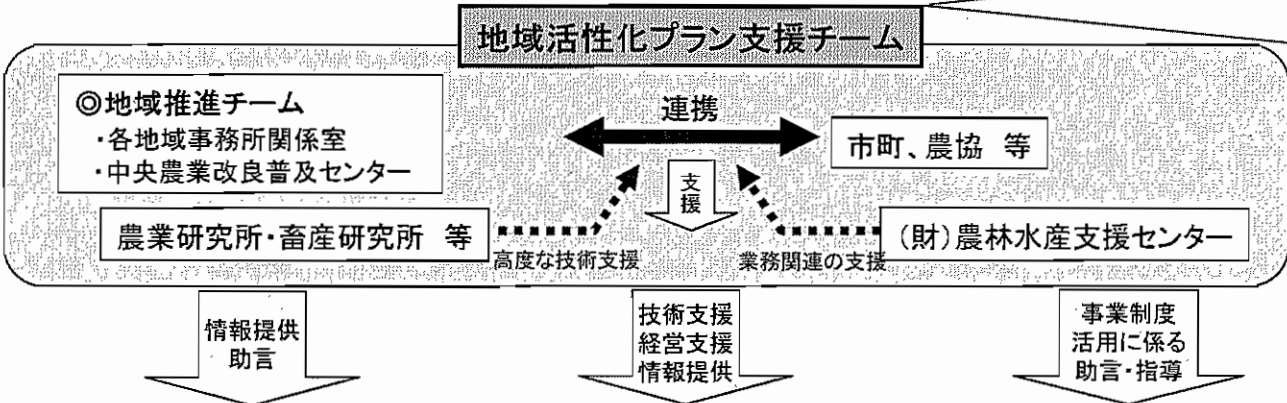 地域活性化プラン支援チーム
◎地域推進チーム
・各地域事務所関係室
・中央農業改良普及センター
連携
市町、農協 等
支援
農業研究所・畜産研究所 等
高度な技術支援
業務関連の支援
(財)農林水産支援センター
情報提供
助言
技術支援
経営支援
情報提供
事業制度
活用に係る
助言・指導